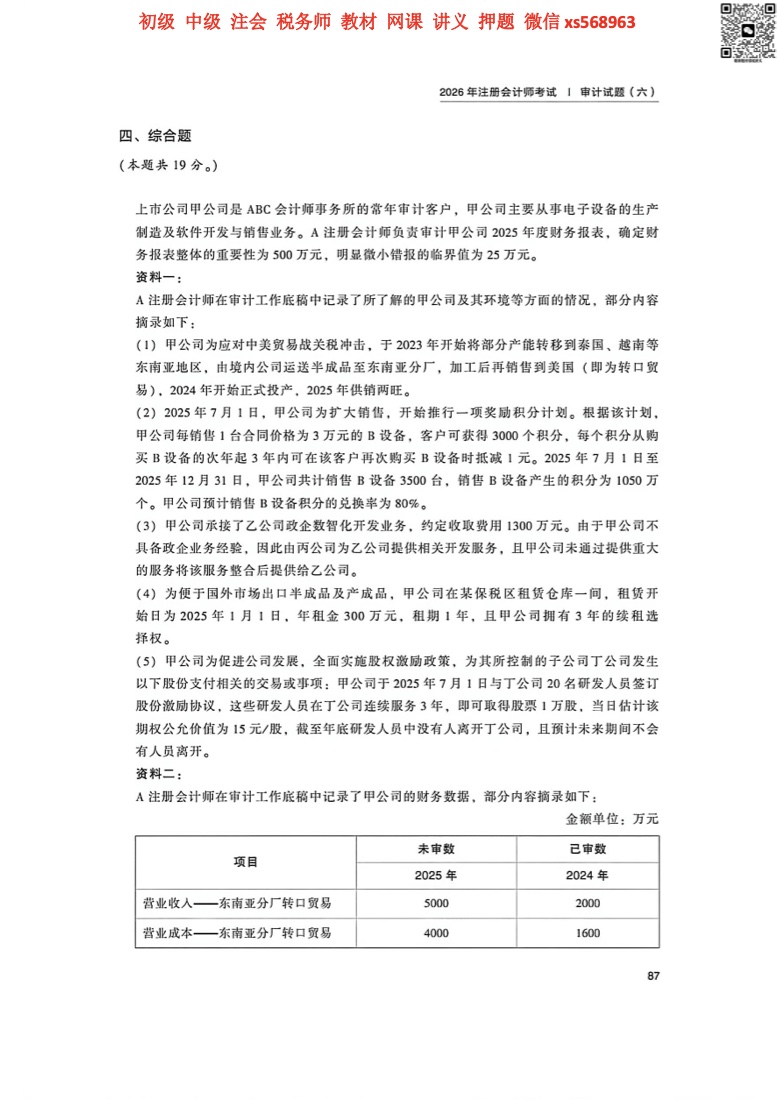 初级 中级 注会 税务师 教材 网课 讲义 押题 微信 xs568963
2026 年注册会计师考试 | 审计试题（六）
四、综合题
（本题共 19 分。）
上市公司甲公司是 ABC 会计师事务所的常年审计客户，甲公司主要从事电子设备的生产
制造及软件开发与销售业务。A 注册会计师负责审计甲公司 2025 年度财务报表，确定财
务报表整体的重要性为 500 万元，明显微小错报的临界值为 25 万元。
资料一：
A 注册会计师在审计工作底稿中记录了所了解的甲公司及其环境等方面的情况，部分内容
摘录如下：
（1）甲公司为应对中美贸易战关税冲击，于 2023 年开始将部分产能转移到泰国、越南等
东南亚地区，由境内公司运送半成品至东南亚分厂，加工后再销售到美国（即为转口贸
易），2024 年开始正式投产，2025 年供销两旺。
（2）2025 年 7 月 1 日，甲公司为扩大销售，开始推行一项奖励积分计划。根据该计划，
甲公司每销售 1 台合同价格为 3 万元的 B 设备，客户可获得 3000 个积分，每个积分从购
买 B 设备的次年起 3 年内可在该客户再次购买 B 设备时抵减 1 元。2025 年 7 月 1 日至
2025 年 12 月 31 日，甲公司共计销售 B 设备 3500 台，销售 B 设备产生的积分为 1050 万
个。甲公司预计销售 B 设备积分的兑换率为 80%。
（3）甲公司承接了乙公司政企数智化开发业务，约定收取费用 1300 万元。由于甲公司不
具备政企业务经验，因此由丙公司为乙公司提供相关开发服务，且甲公司未通过提供重大
的服务将该服务整合后提供给乙公司。
（4）为便于国外市场出口半成品及产成品，甲公司在某保税区租赁仓库一间，租赁开
始日为 2025 年 1 月 1 日，年租金 300 万元，租期 1 年，且甲公司拥有 3 年的续租选
择权。
（5）甲公司为促进公司发展，全面实施股权激励政策，为其所控制的子公司丁公司发生
以下股份支付相关的交易或事项：甲公司于 2025 年 7 月 1 日与丁公司 20 名研发人员签订
股份激励协议，这些研发人员在丁公司连续服务 3 年，即可取得股票 1 万股，当日估计该
期权公允价值为 15 元/股，截至年底研发人员中没有人离开丁公司，且预计未来期间不会
有人员离开。
资料二：
A 注册会计师在审计工作底稿中记录了甲公司的财务数据，部分内容摘录如下：
金额单位：万元
项目 未审数 已审数
2025 年 2024 年
营业收入——东南亚分厂转口贸易 5000 2000
营业成本——东南亚分厂转口贸易 4000 1600
87